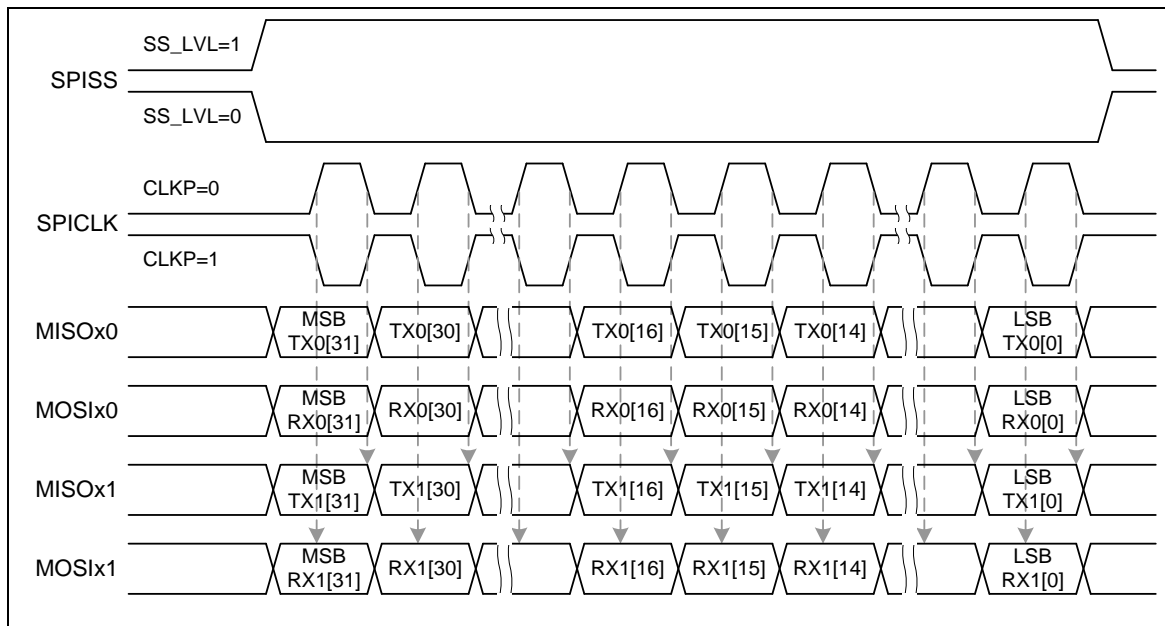 SS_LVL=1
SPISS
SS_LVL=0
CLKP=0
SPICLK
CLKP=1
MISOx0
MSB
TX0[31]
TX0[30]
TX0[16]
TX0[15]
TX0[14]
LSB
TX0[0]
MOSIx0
MSB
RX0[31]
RX0[30]
RX0[16]
RX0[15]
RX0[14]
LSB
RX0[0]
MISOx1
MSB
TX1[31]
TX1[30]
TX1[16]
TX1[15]
TX1[14]
LSB
TX1[0]
MOSIx1
MSB
RX1[31]
RX1[30]
RX1[16]
RX1[15]
RX1[14]
LSB
RX1[0]